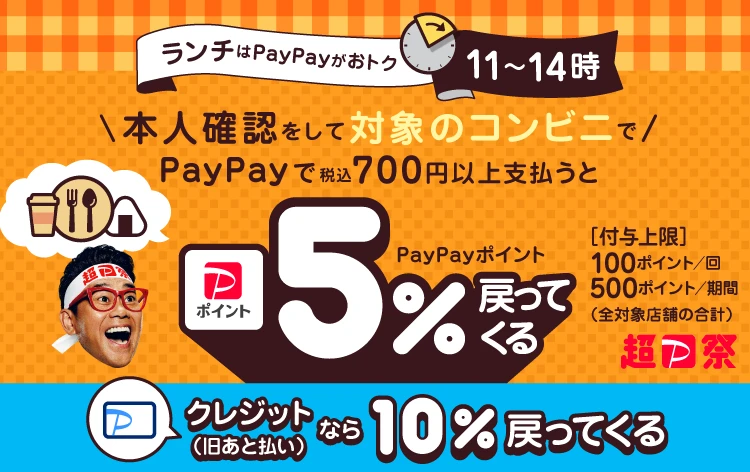 ランチはPayPayがおトク
11〜14時
\本人確認をして対象のコンビニで/
PayPayで税込700円以上支払うと
超P祭
P
ポイント
PayPayポイント
5%戻って
くる
[付与上限]
100ポイント/回
500ポイント/期間
(全対象店舗の合計)
超P祭
P
クレジット
(旧あと払い)
なら10%戻ってくる